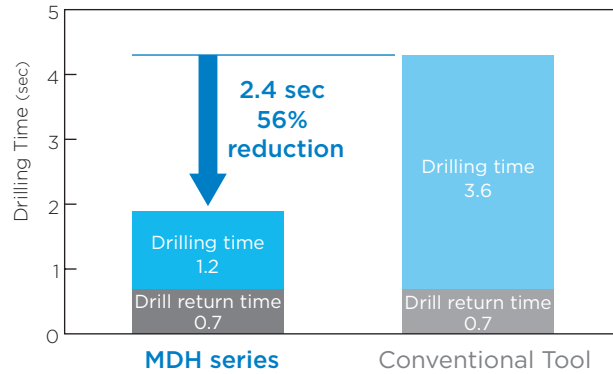 5
4
3
2
1
0
Drilling Time (sec)
2.4 sec
56%
reduction
Drilling time
1.2
Drill return time
0.7
Drilling time
3.6
Drill return time
0.7
MDH series
Conventional Tool